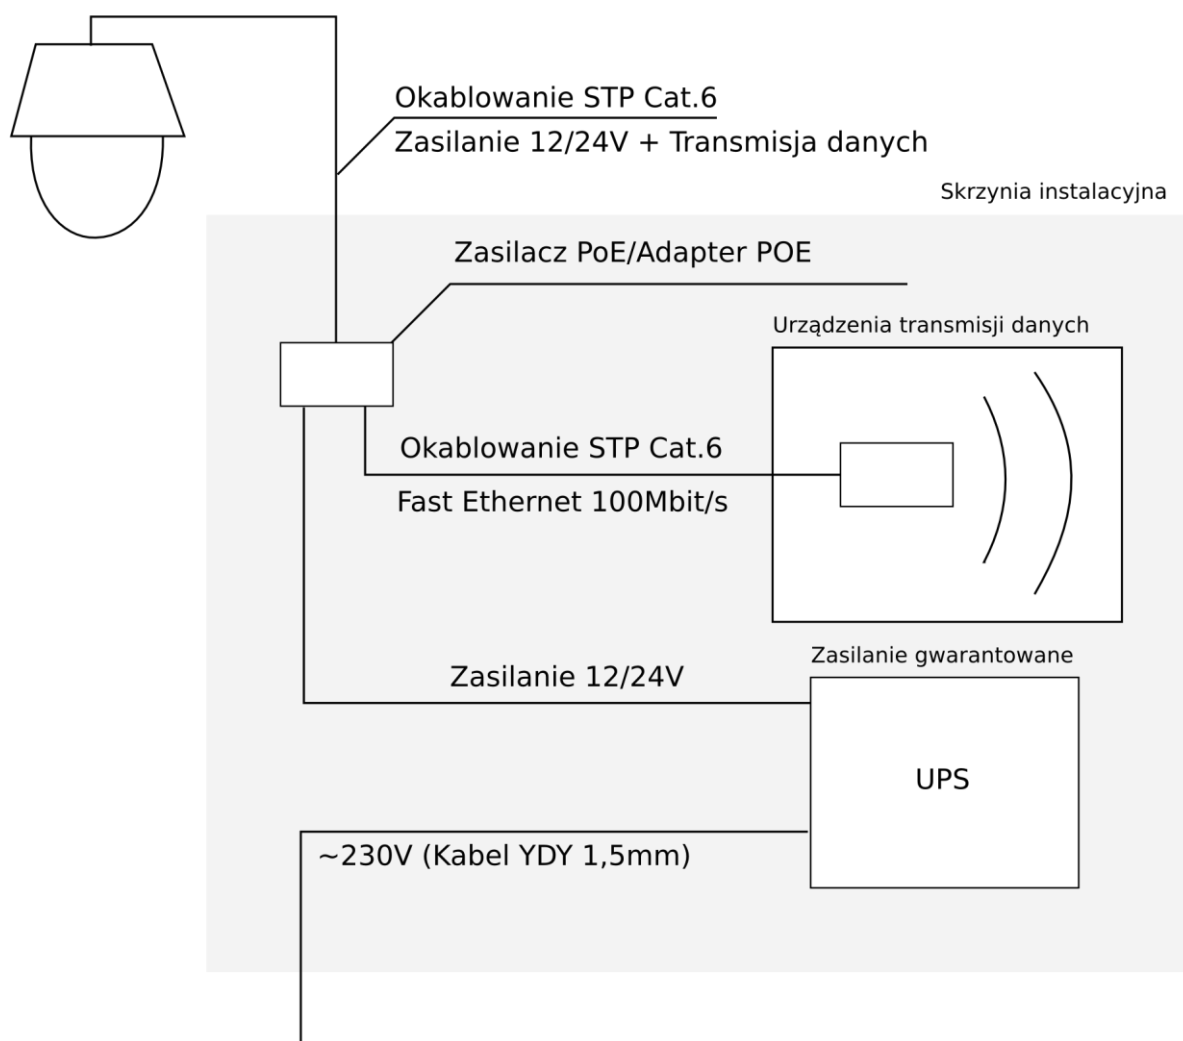 Okablowanie STP Cat.6
Zasilanie 12/24V + Transmisja danych
Skrzynia instalacyjna
Zasilacz PoE/Adapter POE
Urządzenia transmisji danych
Okablowanie STP Cat.6
Fast Ethernet 100Mbit/s
Zasilanie gwarantowane
Zasilanie 12/24V
UPS
~230V (Kabel YDY 1,5mm)